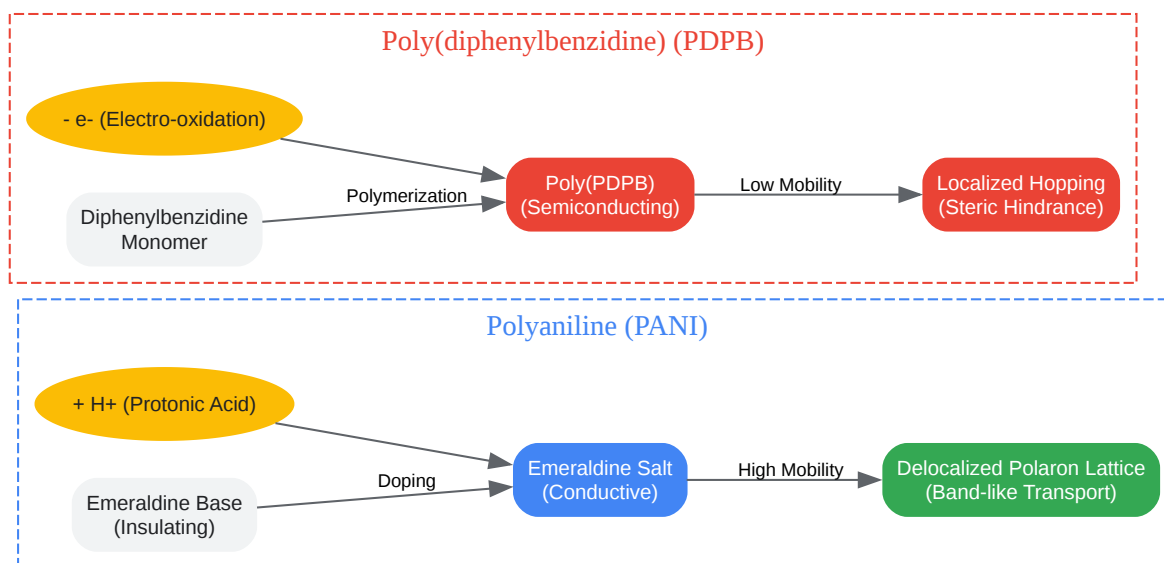 Poly(diphenylbenzidine) (PDPB)
- e- (Electro-oxidation)
Diphenylbenzidine
Monomer
Polymerization
Poly(PDPB)
(Semiconducting)
Low Mobility
Localized Hopping
(Steric Hindrance)
Polyaniline (PANI)
+ H+ (Protonic Acid)
Emeraldine Base
(Insulating)
Doping
Emeraldine Salt
(Conductive)
High Mobility
Delocalized Polaron Lattice
(Band-like Transport)